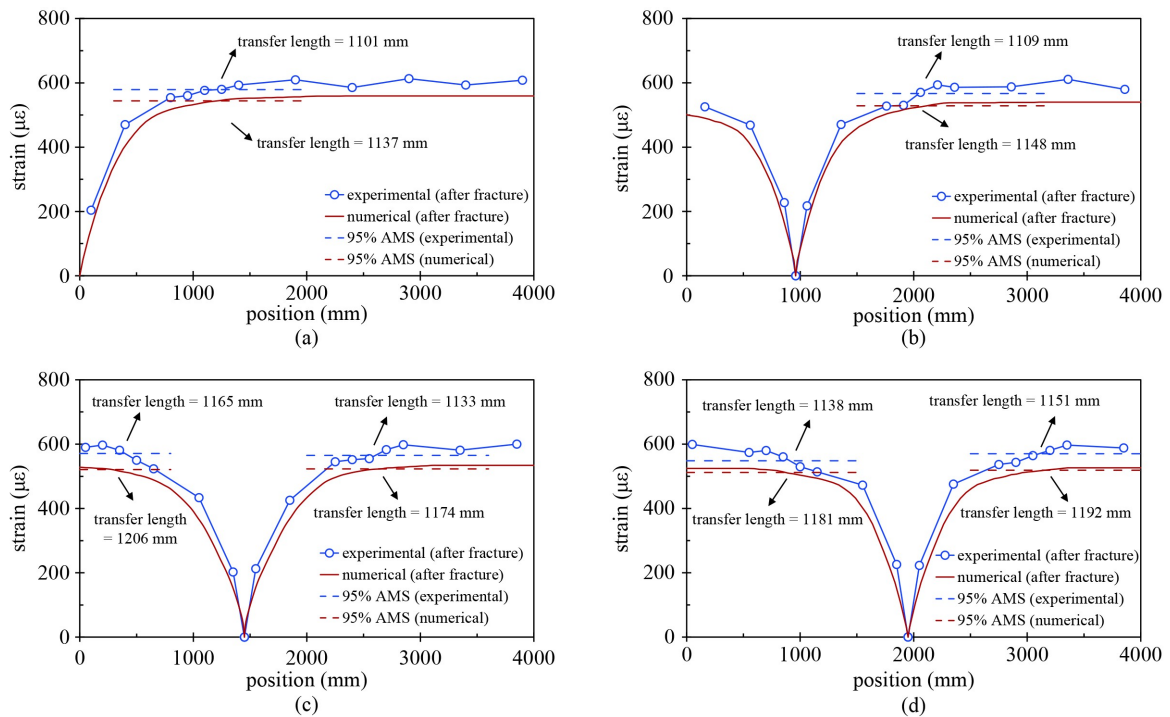 800
600
400
200
0
strain (με)
transfer length = 1101 mm
transfer length = 1137 mm
experimental (after fracture)
numerical (after fracture)
95% AMS (experimental)
95% AMS (numerical)
0 1000 2000 3000 4000
position (mm)
(a)
800
600
400
200
0
strain (με)
transfer length = 1109 mm
transfer length = 1148 mm
experimental (after fracture)
numerical (after fracture)
95% AMS (experimental)
95% AMS (numerical)
0 1000 2000 3000 4000
position (mm)
(b)
800
600
400
200
0
strain (με)
transfer length = 1165 mm
transfer length = 1133 mm
transfer length
= 1206 mm
transfer length = 1174 mm
experimental (after fracture)
numerical (after fracture)
95% AMS (experimental)
95% AMS (numerical)
0 1000 2000 3000 4000
position (mm)
(c)
800
600
400
200
0
strain (με)
transfer length = 1138 mm
transfer length = 1151 mm
transfer length = 1181 mm
transfer length = 1192 mm
experimental (after fracture)
numerical (after fracture)
95% AMS (experimental)
95% AMS (numerical)
0 1000 2000 3000 4000
position (mm)
(d)